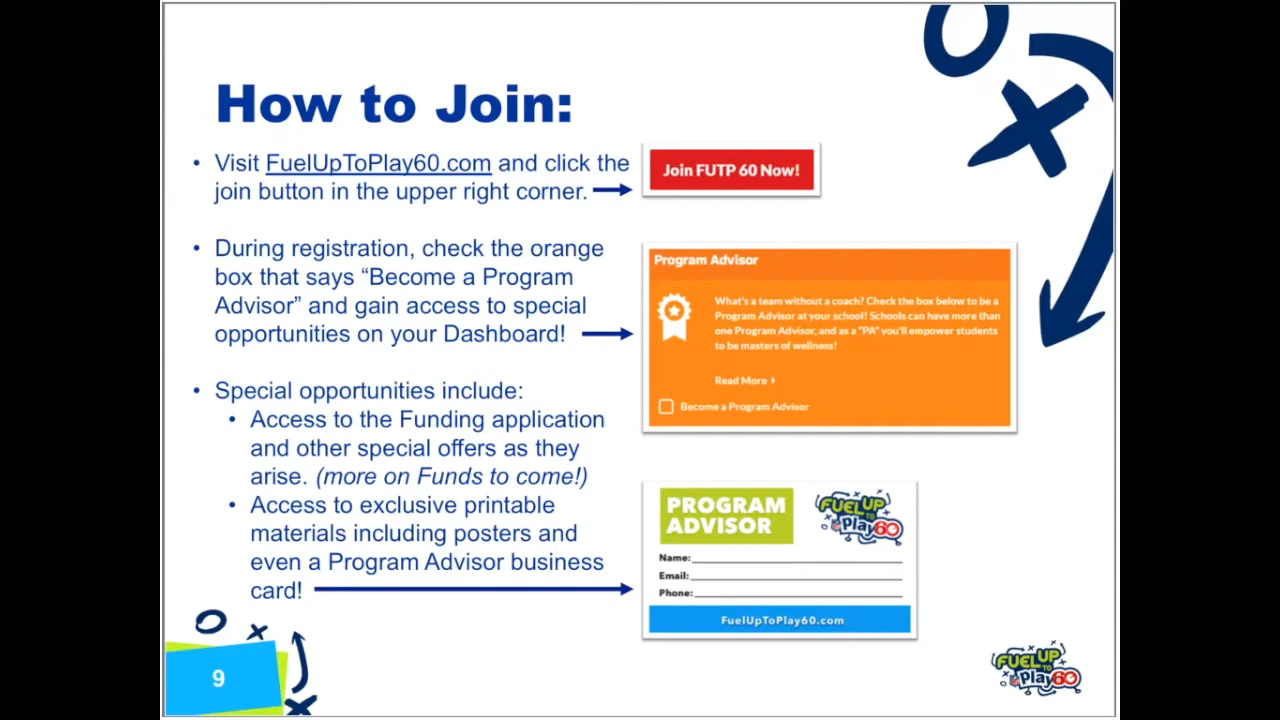 How to Join:
• Visit FuelUpToPlay60.com and click the
join button in the upper right corner.
Join FUTP 60 Now!
• During registration, check the orange
box that says “Become a Program
Advisor” and gain access to special
opportunities on your Dashboard!
Program Advisor
What's a team without a coach? Check the box below to be a
Program Advisor at your school! Schools can have more than
one Program Advisor, and as a "PA" you'll empower students
to be masters of wellness!
Read More
Become a Program Advisor
• Special opportunities include:
• Access to the Funding application
and other special offers as they
arise. (more on Funds to come!)
• Access to exclusive printable
materials including posters and
even a Program Advisor business
card!
PROGRAM
ADVISOR
FUEL UP
TO
Play 60
Name:
Email:
Phone:
FuelUpToPlay60.com
9
FUEL UP
TO
Play 60